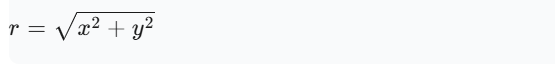 r = √(x² + y²)